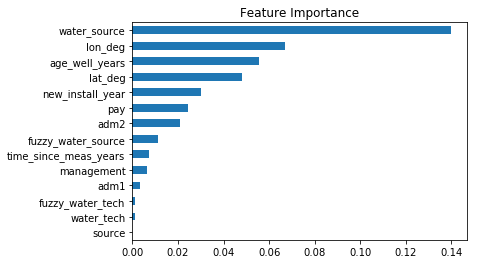 Feature Importance
water_source
lon_deg
age_well_years
lat_deg
new_install_year
pay
adm2
fuzzy_water_source
time_since_meas_years
management
adm1
fuzzy_water_tech
water_tech
source
0.00 0.02 0.04 0.06 0.08 0.10 0.12 0.14